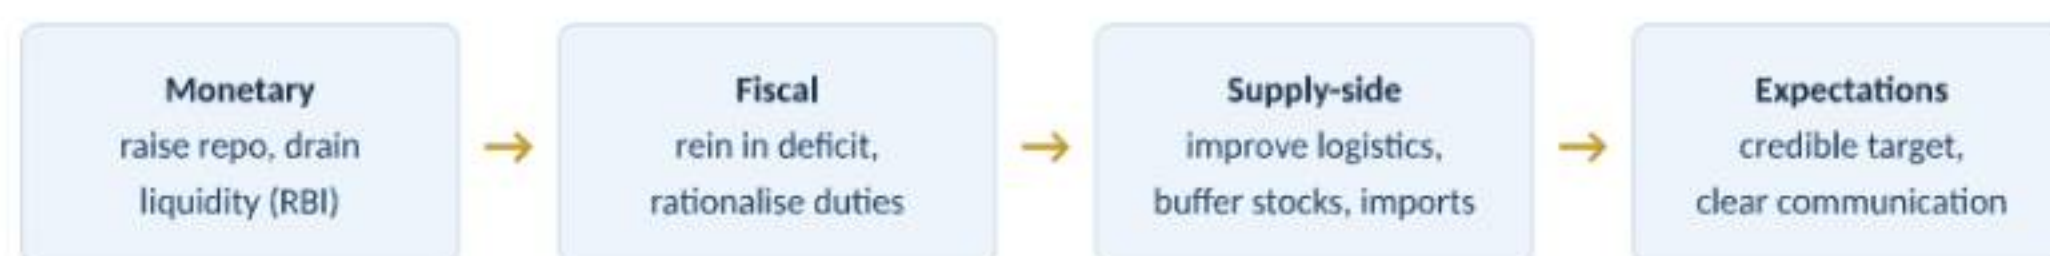 Monetary
raise repo, drain
liquidity (RBI)
Fiscal
rein in deficit,
rationalise duties
Supply-side
improve logistics,
buffer stocks, imports
Expectations
credible target,
clear communication